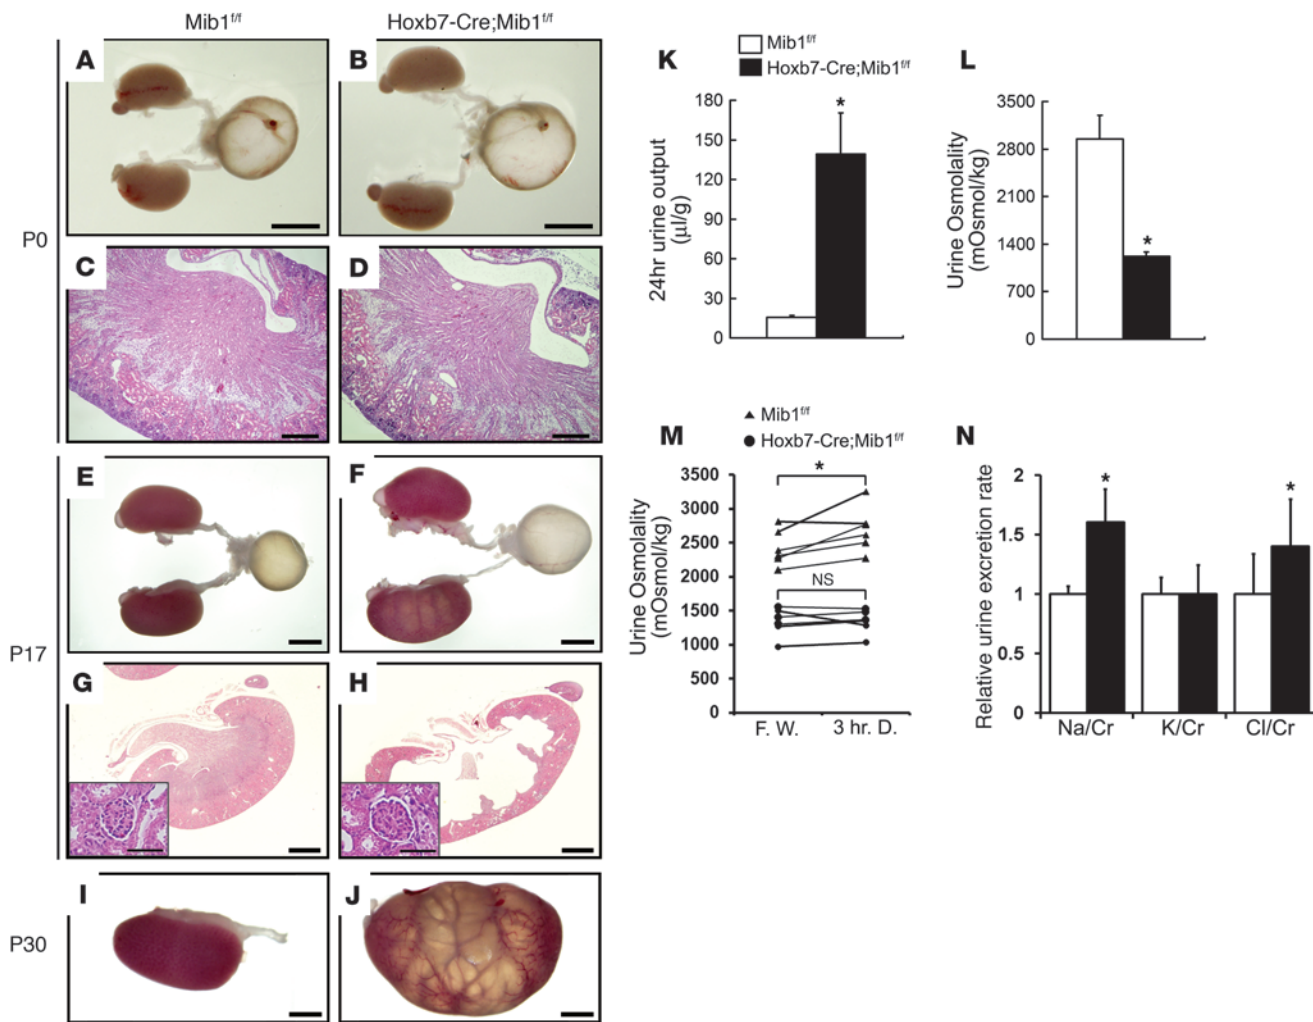 Mib1f/f
Hoxb7-Cre;Mib1f/f
A
B
P0
C
D
E
F
P17
G
H
I
J
P30
K
Mib1f/f
Hoxb7-Cre;Mib1f/f
24hr urine output
(µl/g)
180
150
120
90
60
30
0
*
L
Urine Osmolality
(mOsmol/kg)
3500
2800
2100
1400
700
0
*
M
Mib1f/f
Hoxb7-Cre;Mib1f/f
Urine Osmolality
(mOsmol/kg)
3500
3000
2500
2000
1500
1000
500
0
*
NS
F. W.
3 hr. D.
N
Relative urine excretion rate
2
1.5
1
0.5
0
*
*
Na/Cr
K/Cr
Cl/Cr